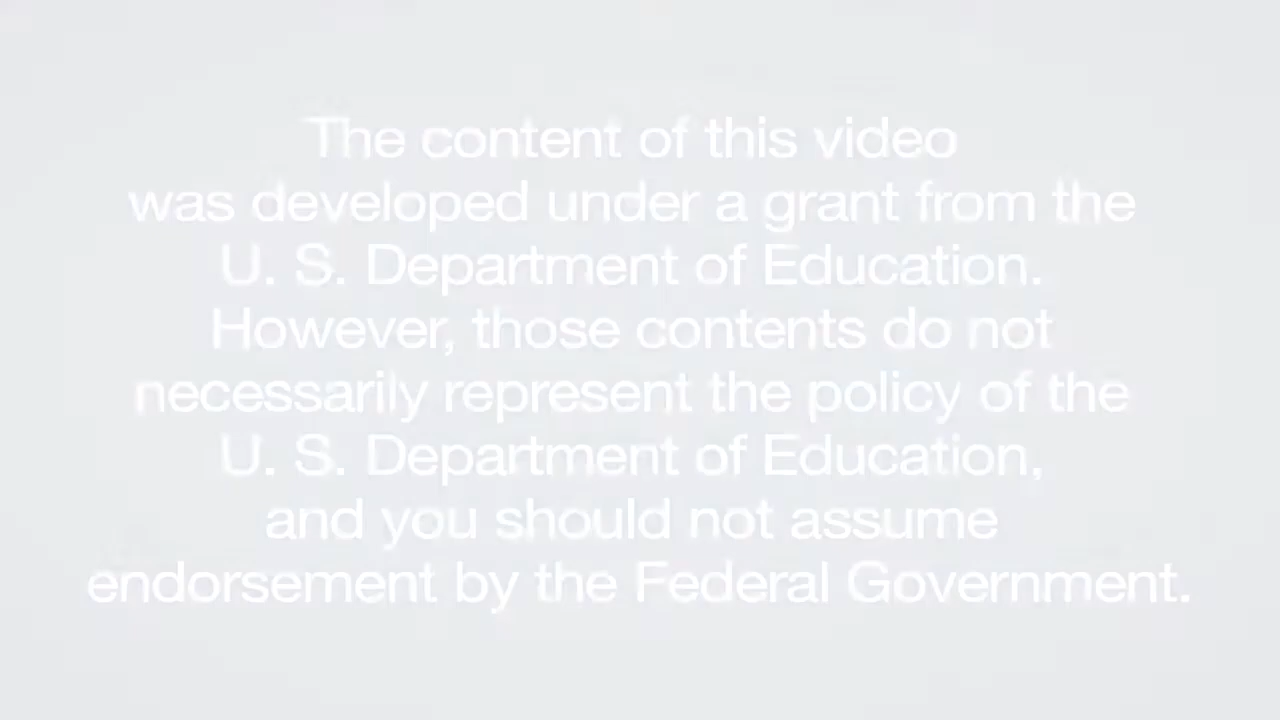 The content of this video
was developed under a grant from the
U. S. Department of Education.
However, those contents do not
necessarily represent the policy of the
U. S. Department of Education,
and you should not assume
endorsement by the Federal Government.